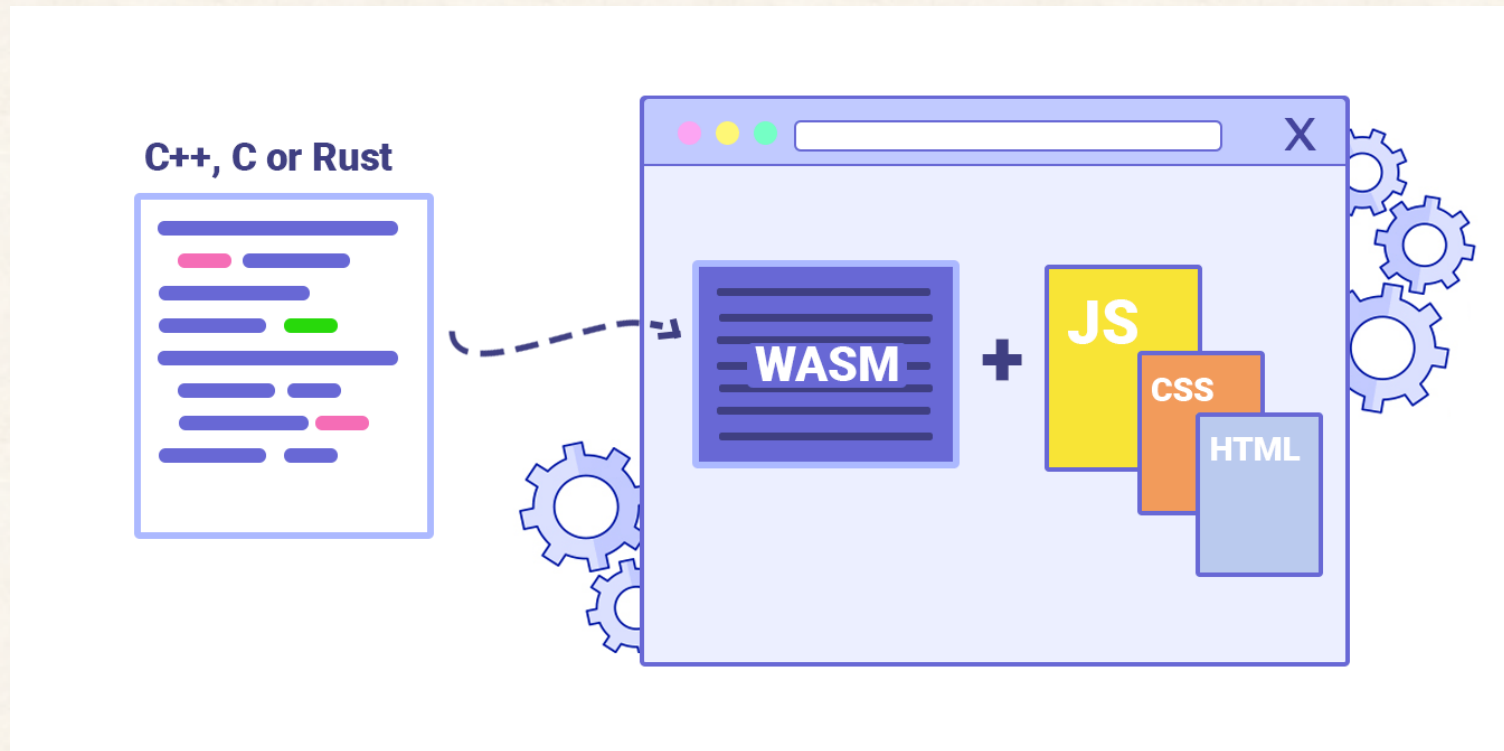 C++, C or Rust
X
WASM
JS
CSS
HTML